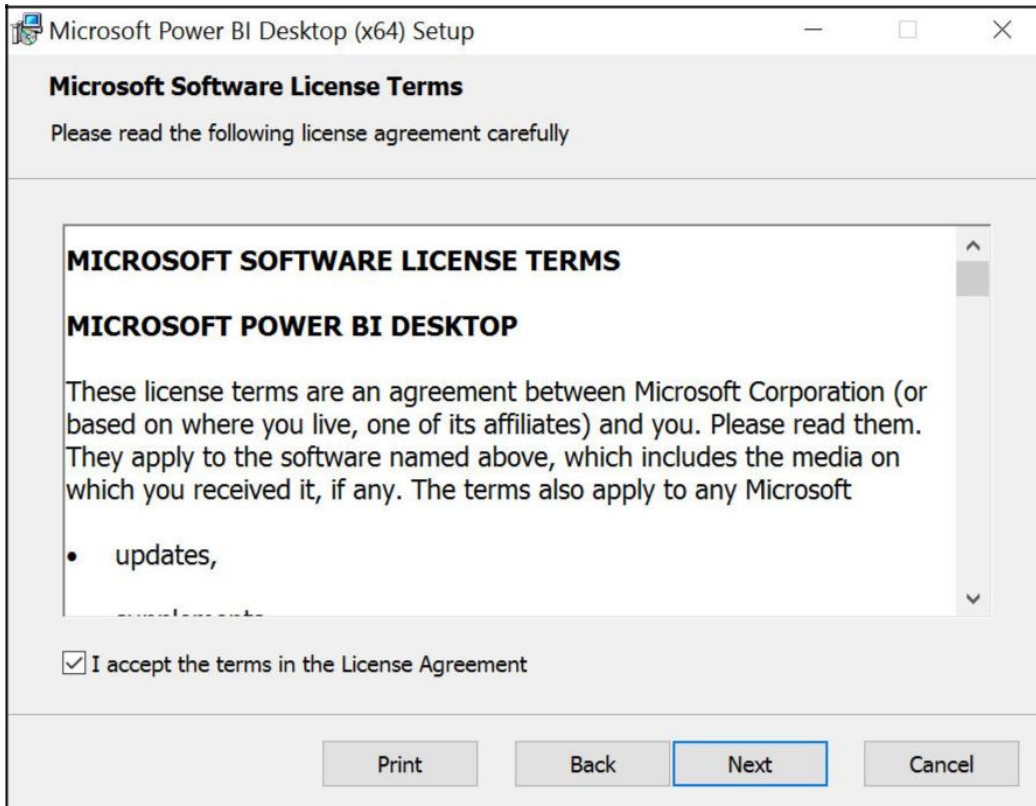 Microsoft Power BI Desktop (x64) Setup
Microsoft Software License Terms
Please read the following license agreement carefully
MICROSOFT SOFTWARE LICENSE TERMS
MICROSOFT POWER BI DESKTOP
These license terms are an agreement between Microsoft Corporation (or
based on where you live, one of its affiliates) and you. Please read them.
They apply to the software named above, which includes the media on
which you received it, if any. The terms also apply to any Microsoft
• updates,
I accept the terms in the License Agreement
Print Back Next Cancel